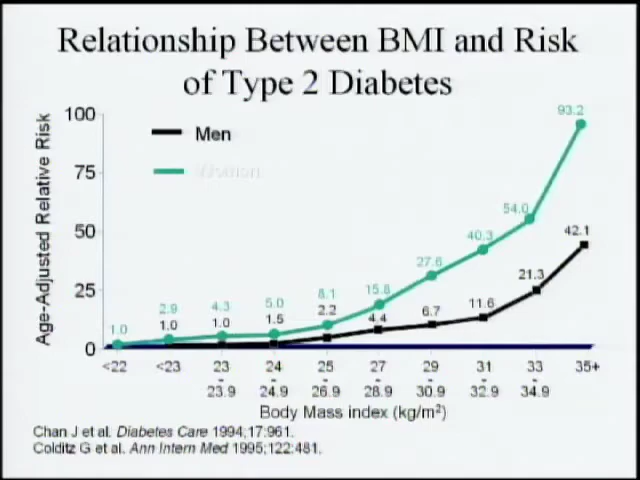 Relationship Between BMI and Risk
of Type 2 Diabetes
Age-Adjusted Relative Risk
100
75
50
25
0
Men
Women
1.0 2.9 4.3 5.0 8.1 15.8 27.6 40.3 54.0 93.2
1.0 1.0 1.5 2.2 4.4 6.7 11.6 21.3 42.1
<22 <23 23 24 25 27 29 31 33 35+
- - - - - - -
23.9 24.9 26.9 28.9 30.9 32.9 34.9
Body Mass index (kg/m²)
Chan J et al. Diabetes Care 1994;17:961.
Colditz G et al. Ann Intern Med 1995;122:481.